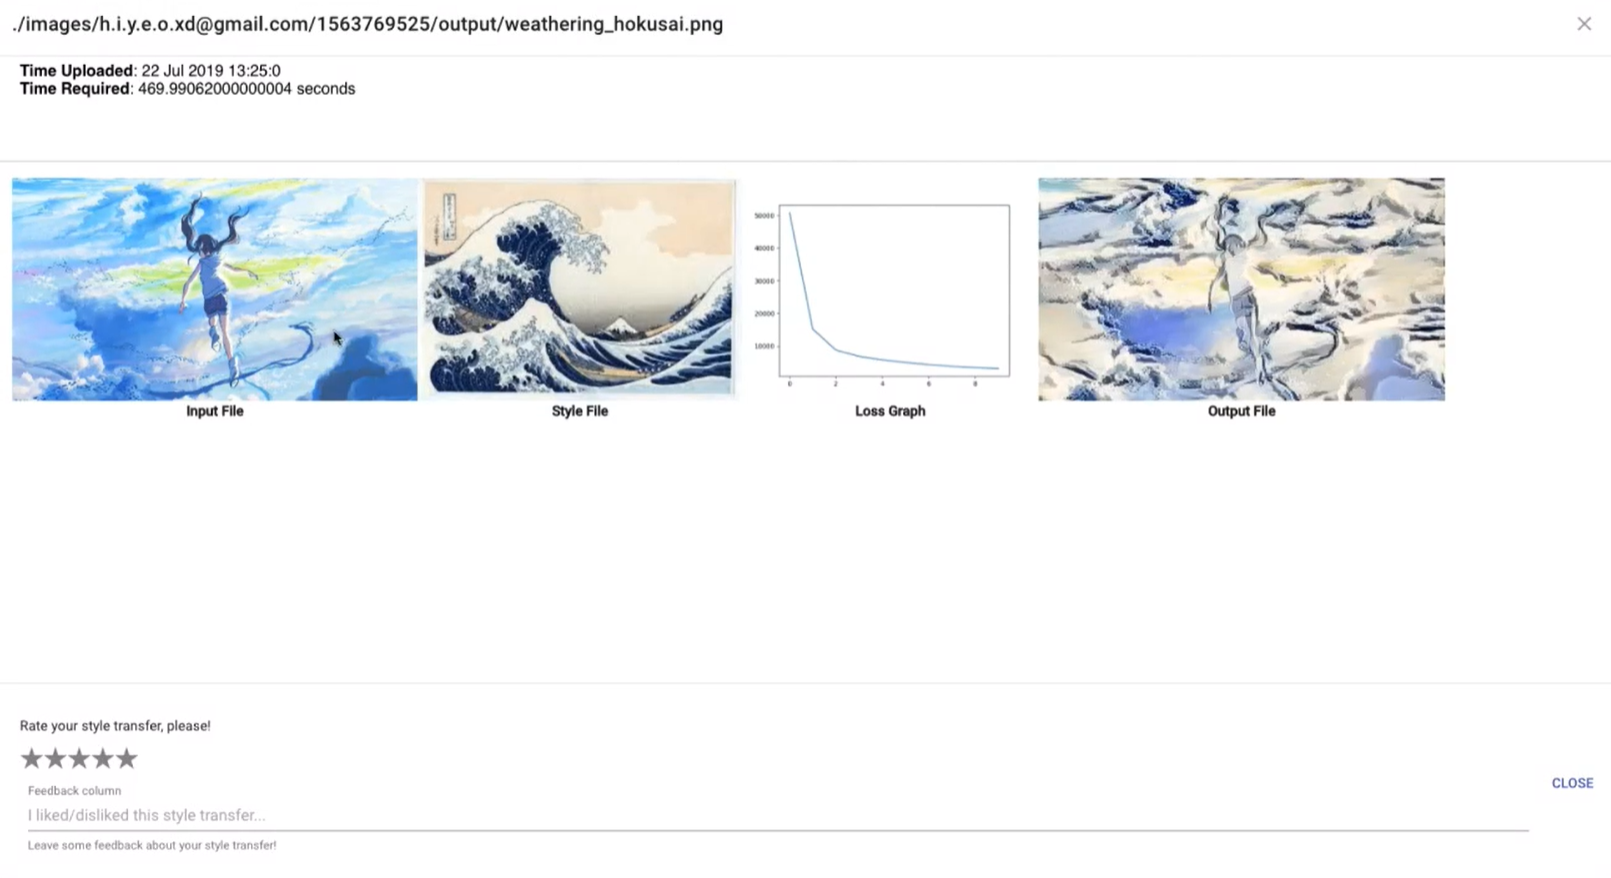 ./images/h.i.y.e.o.xd@gmail.com/1563769525/output/weathering_hokusai.png
Time Uploaded: 22 Jul 2019 13:25:0
Time Required: 469.99062000000004 seconds
50000
40000
30000
20000
10000
0 2 4 6 8
Input File
Style File
Loss Graph
Output File
Rate your style transfer, please!
Feedback column
I liked/disliked this style transfer...
Leave some feedback about your style transfer!
CLOSE